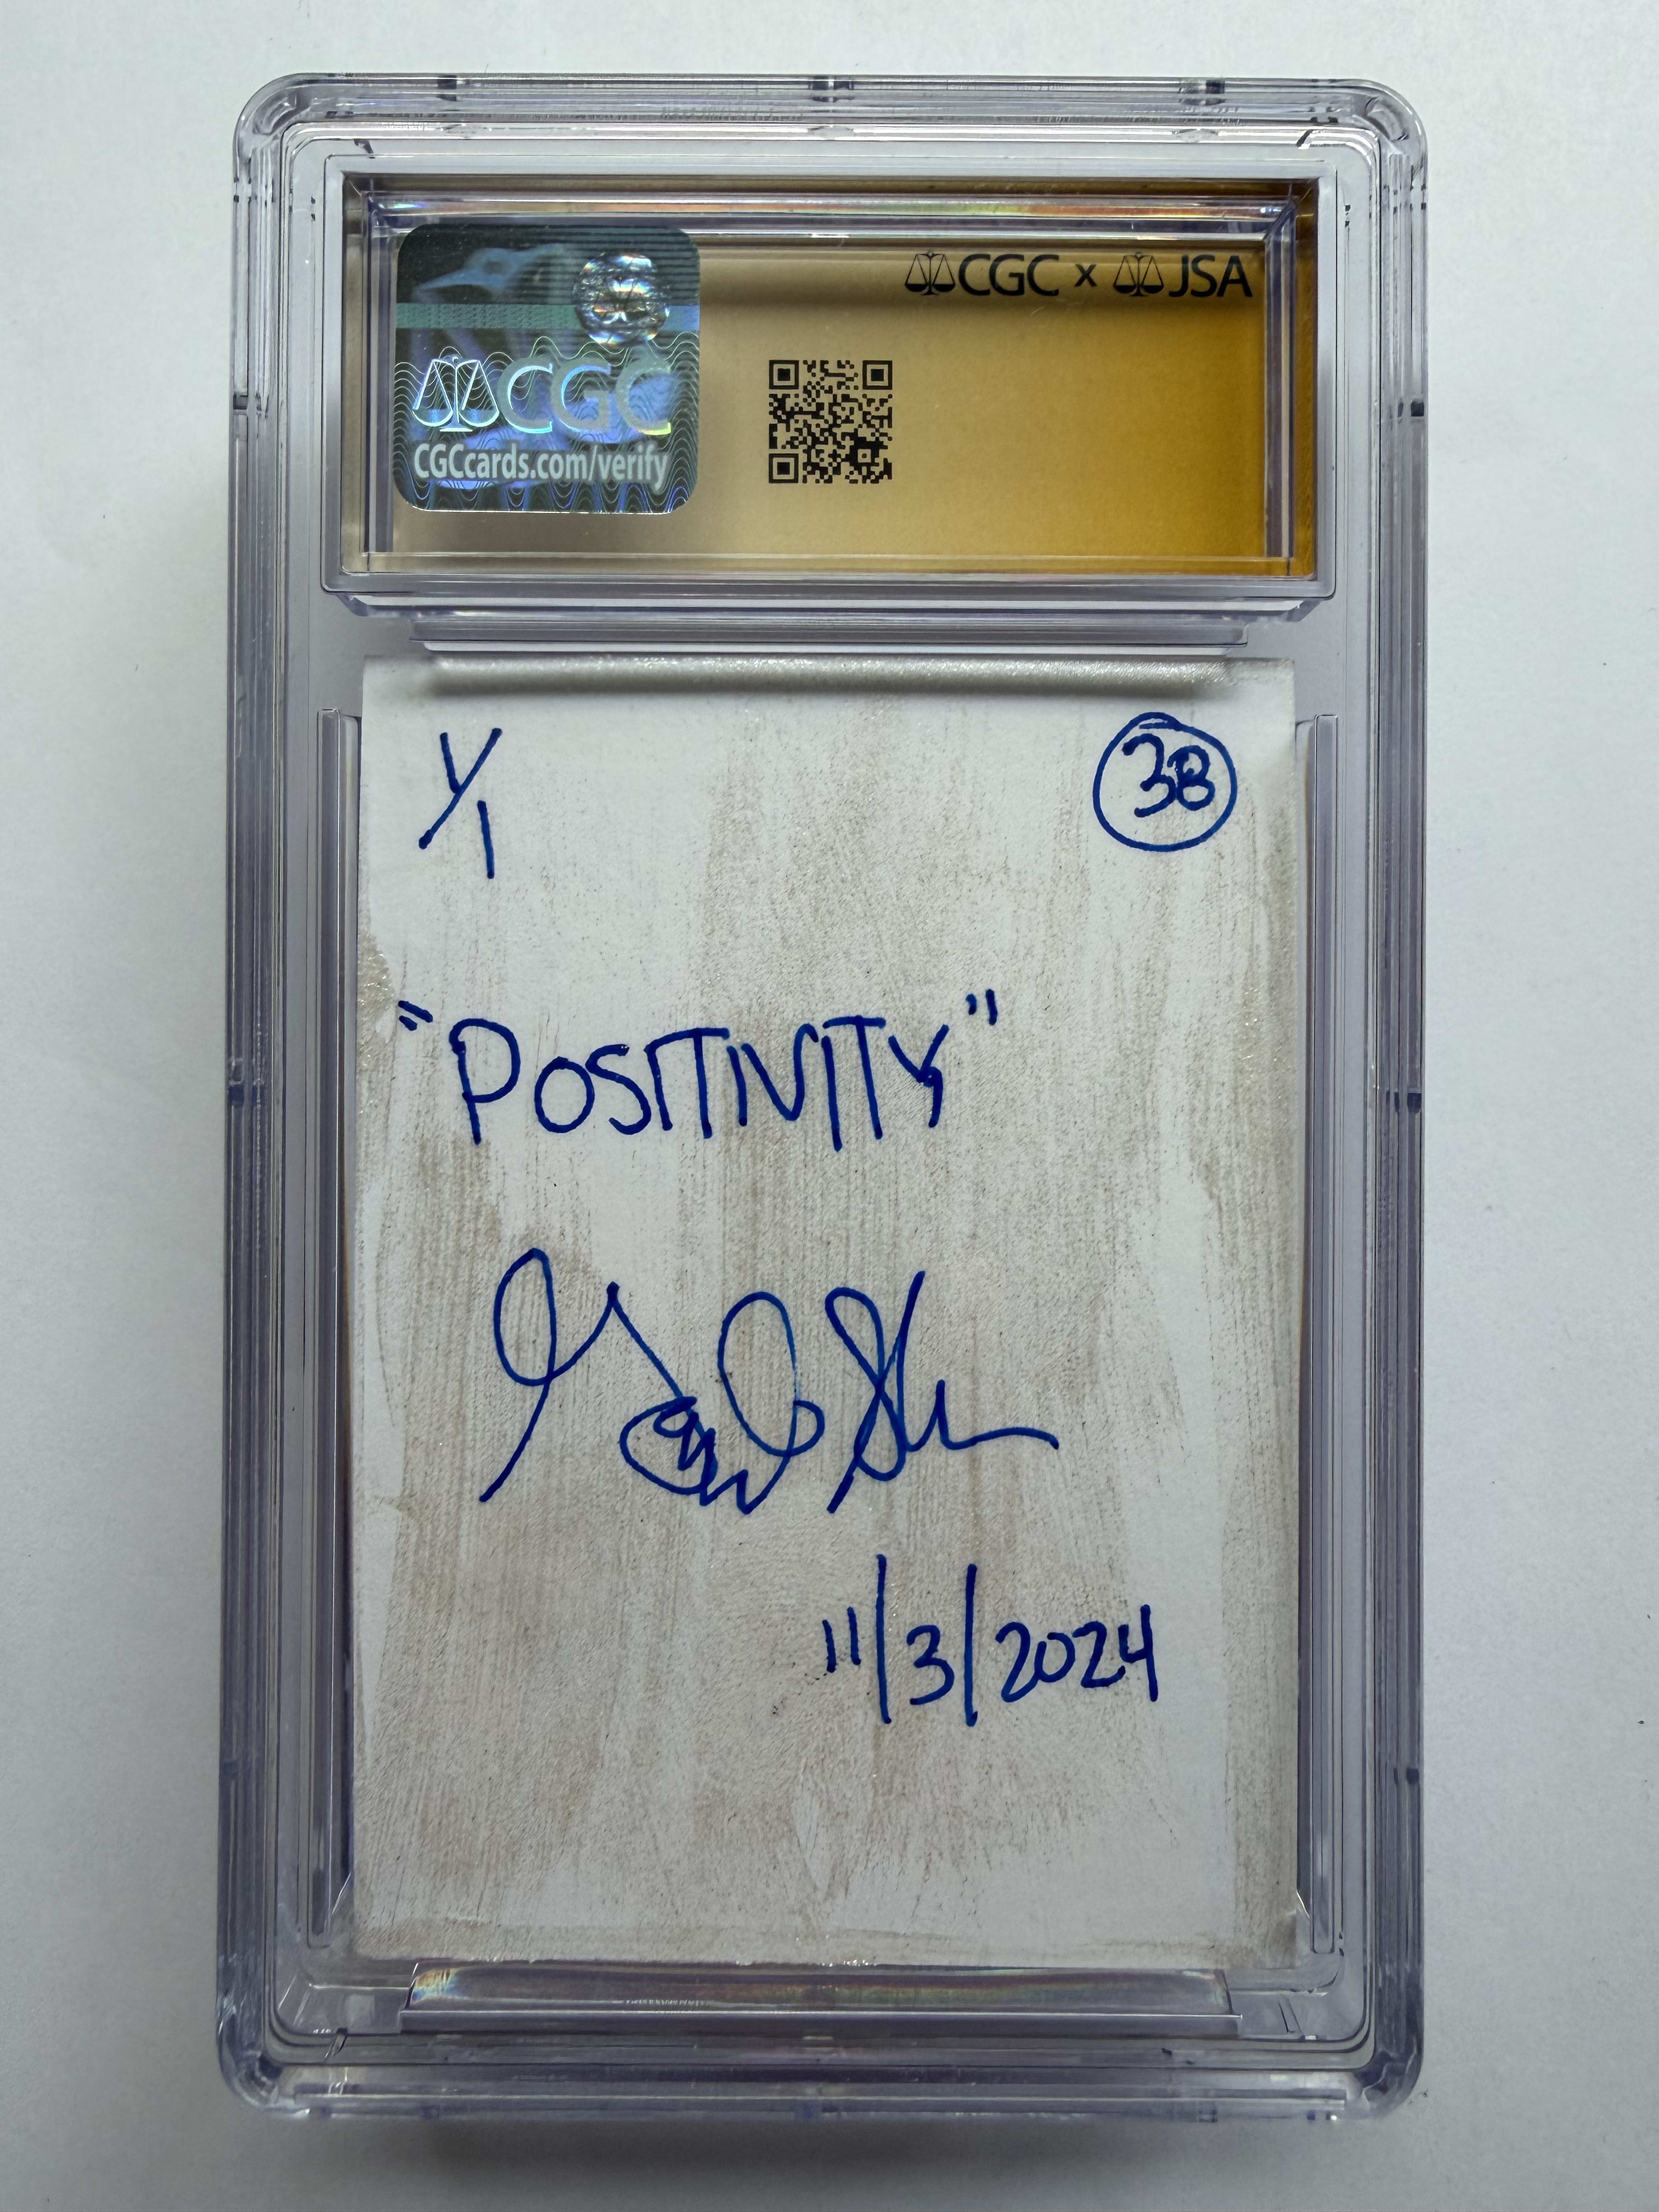 CGC x JSA
CGC
CGCcards.com/verify
1/1
38
"POSITIVITY"
11/3/2024